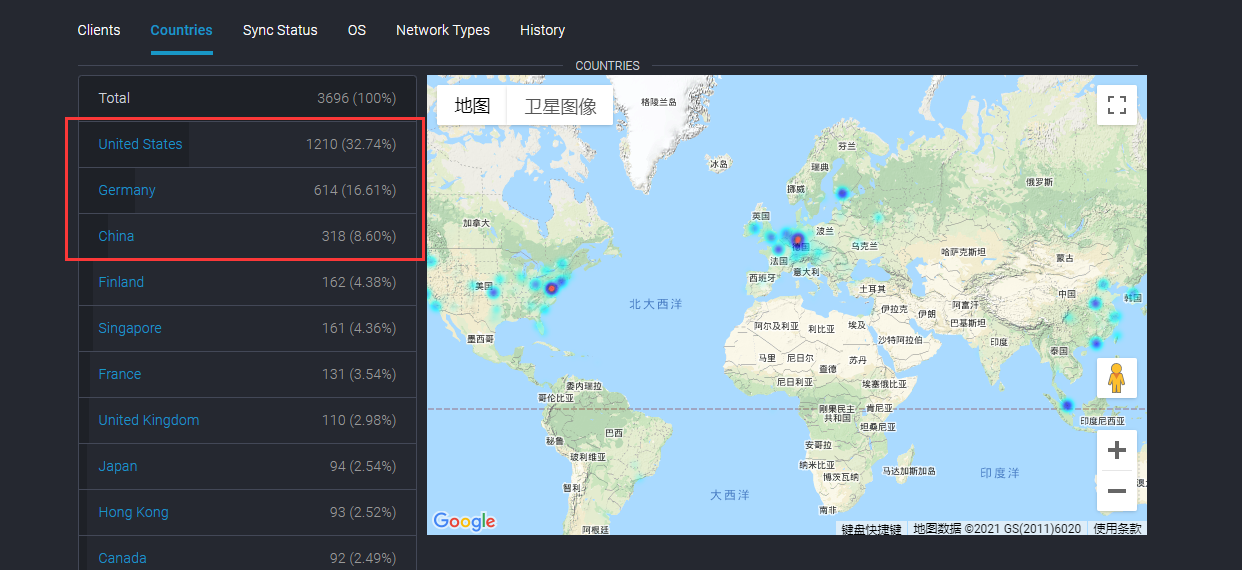 Clients Countries Sync Status OS Network Types History
COUNTRIES
Total 3696 (100%)
United States 1210 (32.74%)
Germany 614 (16.61%)
China 318 (8.60%)
Finland 162 (4.38%)
Singapore 161 (4.36%)
France 131 (3.54%)
United Kingdom 110 (2.98%)
Japan 94 (2.54%)
Hong Kong 93 (2.52%)
Canada 92 (2.49%)
地图 卫星图像
格陵兰岛
冰岛
芬兰
瑞典
挪威
俄罗斯
英国
加拿大
波兰
德国
乌克兰
法国
哈萨克斯坦
蒙古
意大利
西班牙
美国
土耳其
中国
韩国
北大西洋
伊拉克
伊朗
阿富汗
巴基斯坦
阿尔及利亚
利比亚
埃及
沙特阿拉伯
印度
墨西哥
泰国
马里
尼日尔
苏丹
乍得
尼日利亚
埃塞俄比亚
委内瑞拉
哥伦比亚
刚果民主
共和国
肯尼亚
印度尼西亚
坦桑尼亚
巴西
秘鲁
安哥拉
玻利维亚
纳米比亚
马达加斯加岛
博茨瓦纳
印度洋
智利
大西洋
南非
阿根廷
Google
键盘快捷键 地图数据 ©2021 GS(2011)6020 使用条款